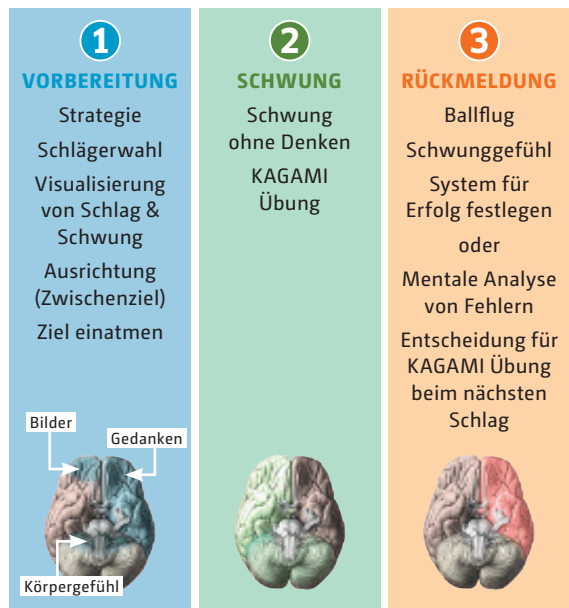 1
VORBEREITUNG
Strategie
Schlägerwahl
Visualisierung
von Schlag &
Schwung
Ausrichtung
(Zwischenziel)
Ziel einatmen
Bilder
Gedanken
Körpergefühl
2
SCHWUNG
Schwung
ohne Denken
KAGAMI
Übung
3
RÜCKMELDUNG
Ballflug
Schwunggefühl
System für
Erfolg festlegen
oder
Mentale Analyse
von Fehlern
Entscheidung für
KAGAMI Übung
beim nächsten
Schlag